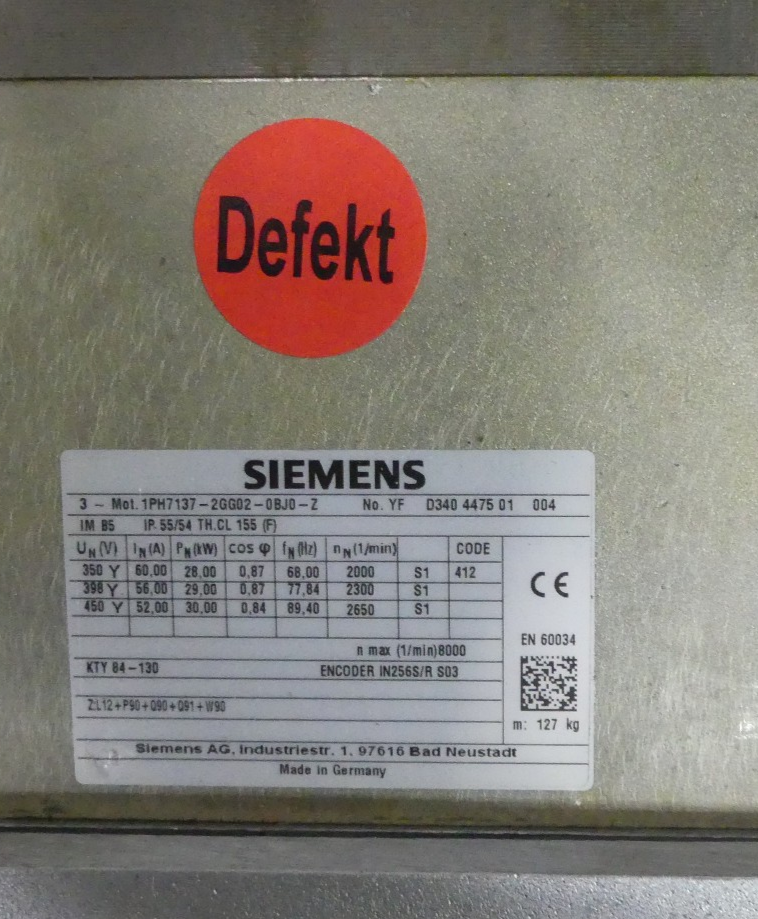 Defekt
SIEMENS
3 ~ Mot. 1PH7137-2GG02-0BJ0-Z No. YF D340 4475 01 004
IM B5 IP 55/54 TH.CL 155 (F)
UN (V) IN (A) PN (kW) cos φ fN (Hz) nN (1/min) CODE
350 Y 60,00 28,00 0,87 68,00 2000 S1 412
398 Y 56,00 29,00 0,87 77,84 2300 S1
450 Y 52,00 30,00 0,84 89,40 2650 S1
CE
n max (1/min) 8000
EN 60034
KTY 84-130 ENCODER IN256S/R S03
Z:L12+P90+Q90+Q91+W90
m: 127 kg
Siemens AG, Industriestr. 1, 97616 Bad Neustadt
Made in Germany